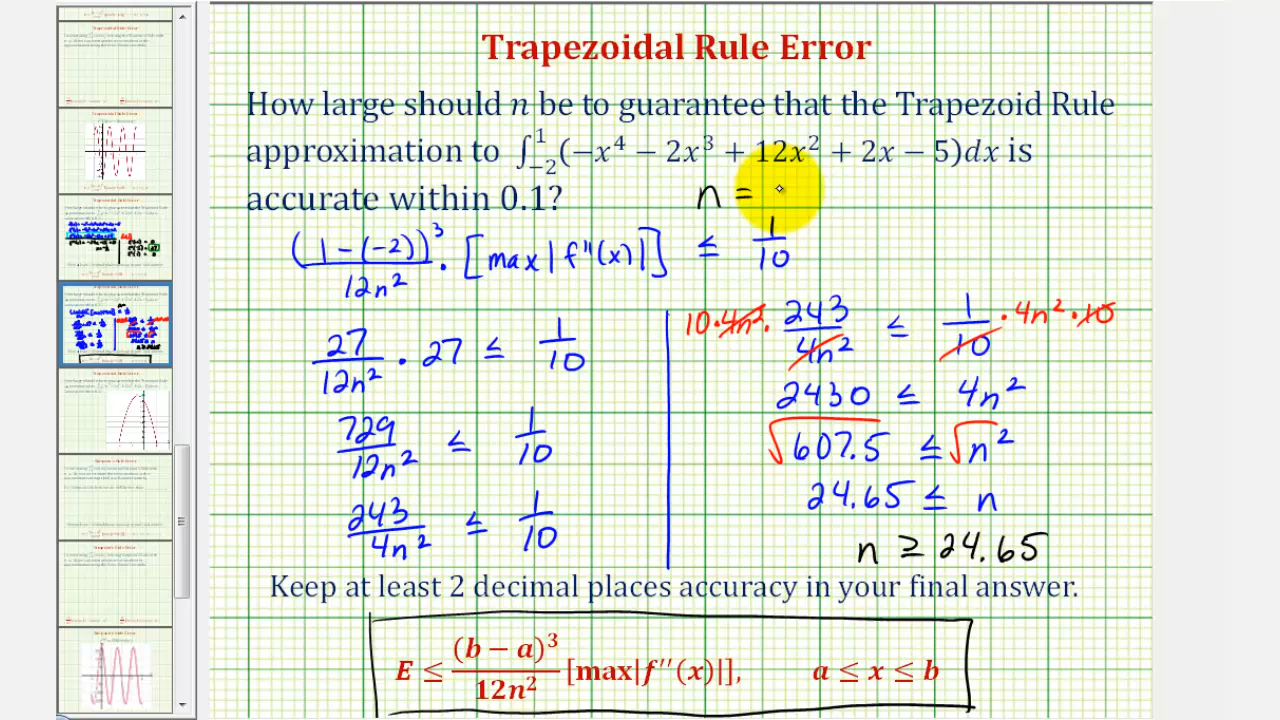 Trapezoidal Rule Error
How large should n be to guarantee that the Trapezoid Rule
approximation to ∫₋₂¹(−x⁴ − 2x³ + 12x² + 2x − 5)dx is
accurate within 0.1?
n =
(1 − (−2))³/12n² · [max|f''(x)|] ≤ 1/10
27/12n² · 27 ≤ 1/10
729/12n² ≤ 1/10
243/4n² ≤ 1/10
10 · 4n² · 243/4n² ≤ 1/10 · 4n² · 10
2430 ≤ 4n²
√607.5 ≤ √n²
24.65 ≤ n
n ≥ 24.65
Keep at least 2 decimal places accuracy in your final answer.
E ≤ (b − a)³/12n² [max|f′′(x)|], a ≤ x ≤ b